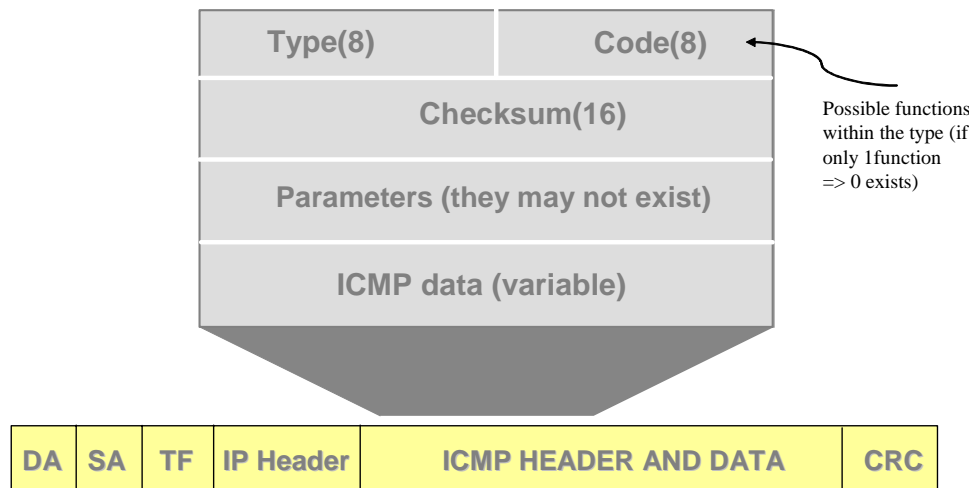 Type(8) Code(8)
Checksum(16)
Parameters (they may not exist)
ICMP data (variable)
Possible functions
within the type (if
only 1function
=> 0 exists)
DA SA TF IP Header ICMP HEADER AND DATA CRC